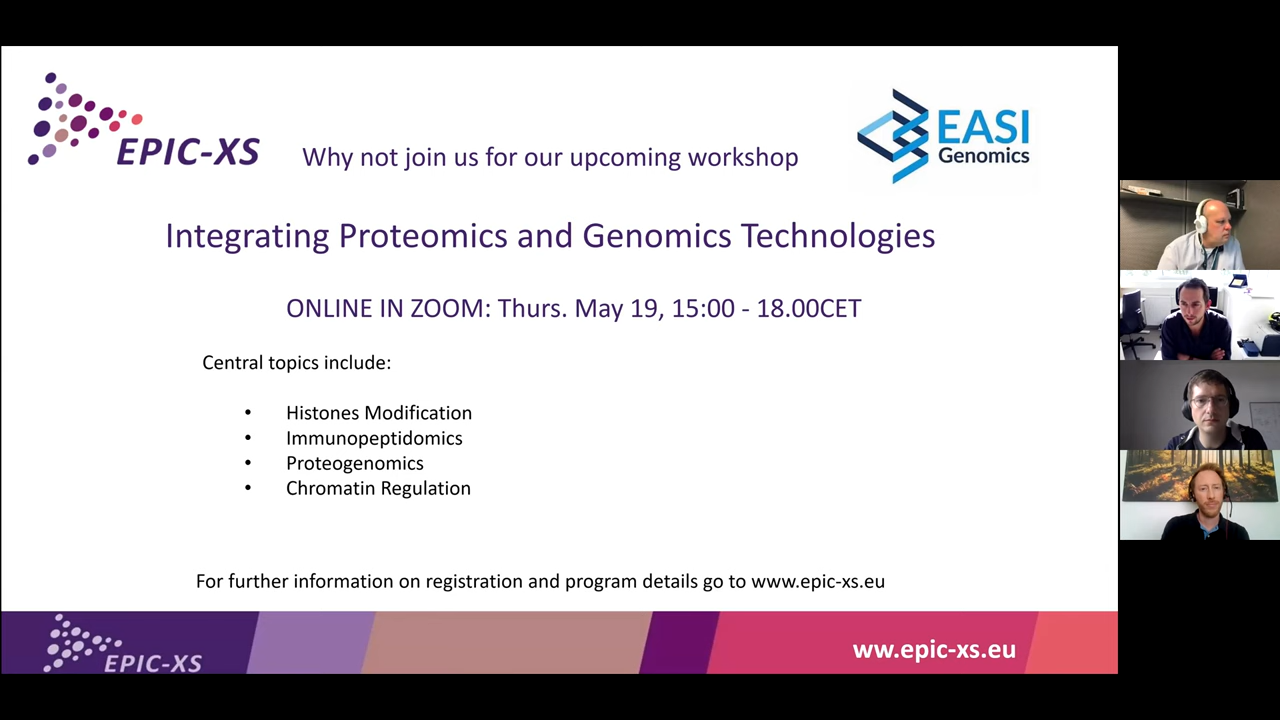 EPIC-XS
EASI
Genomics
Why not join us for our upcoming workshop
Integrating Proteomics and Genomics Technologies
ONLINE IN ZOOM: Thurs. May 19, 15:00 - 18.00CET
Central topics include:
• Histones Modification
• Immunopeptidomics
• Proteogenomics
• Chromatin Regulation
For further information on registration and program details go to www.epic-xs.eu
EPIC-XS
ww.epic-xs.eu